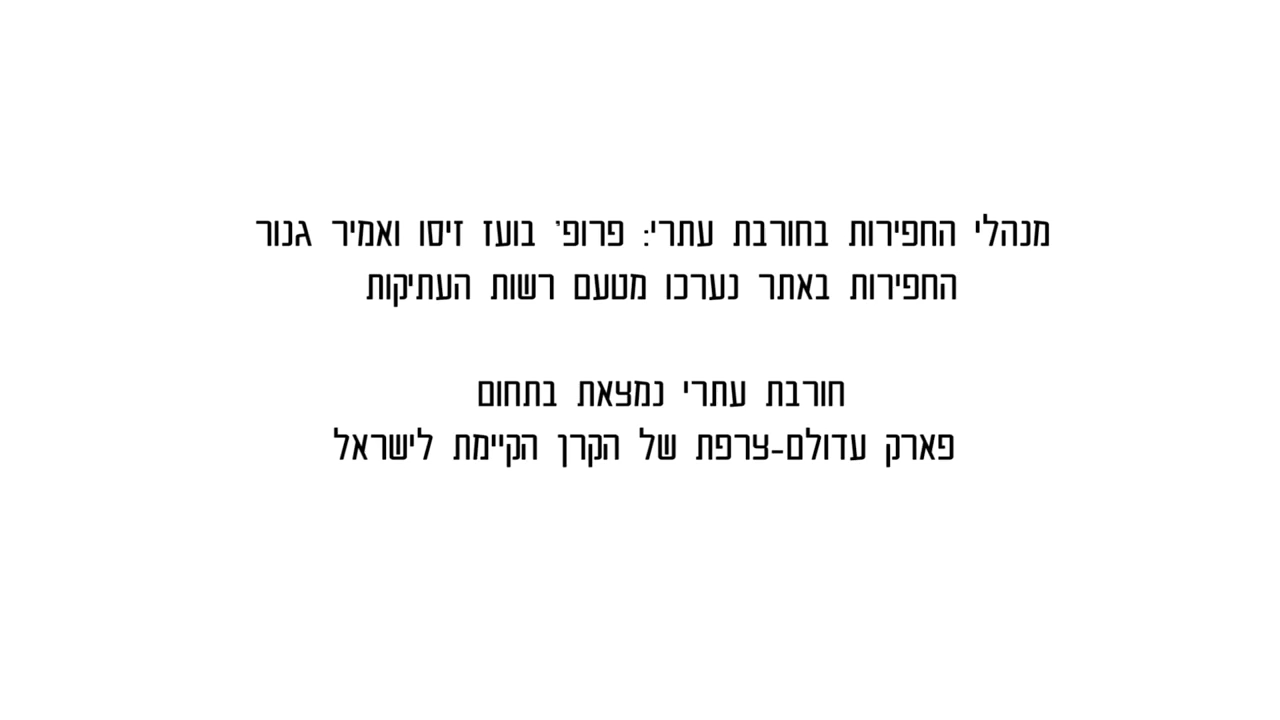 מנהלי החפירות בחורבת עתרי: פרופ' בועז זיסו ואמיר גנור
החפירות באתר נערכו מטעם רשות העתיקות
חורבת עתרי נמצאת בתחום
פארק עדולם-צרפת של הקרן הקיימת לישראל